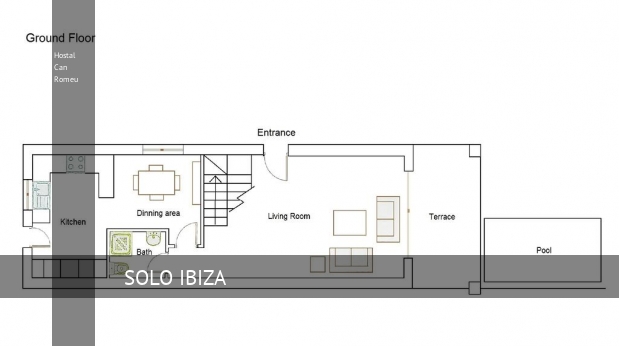 Ground Floor
Hostal
Can
Romeu
Entrance
Kitchen
Dinning area
Living Room
Terrace
Bath
Pool
SOLO IBIZA